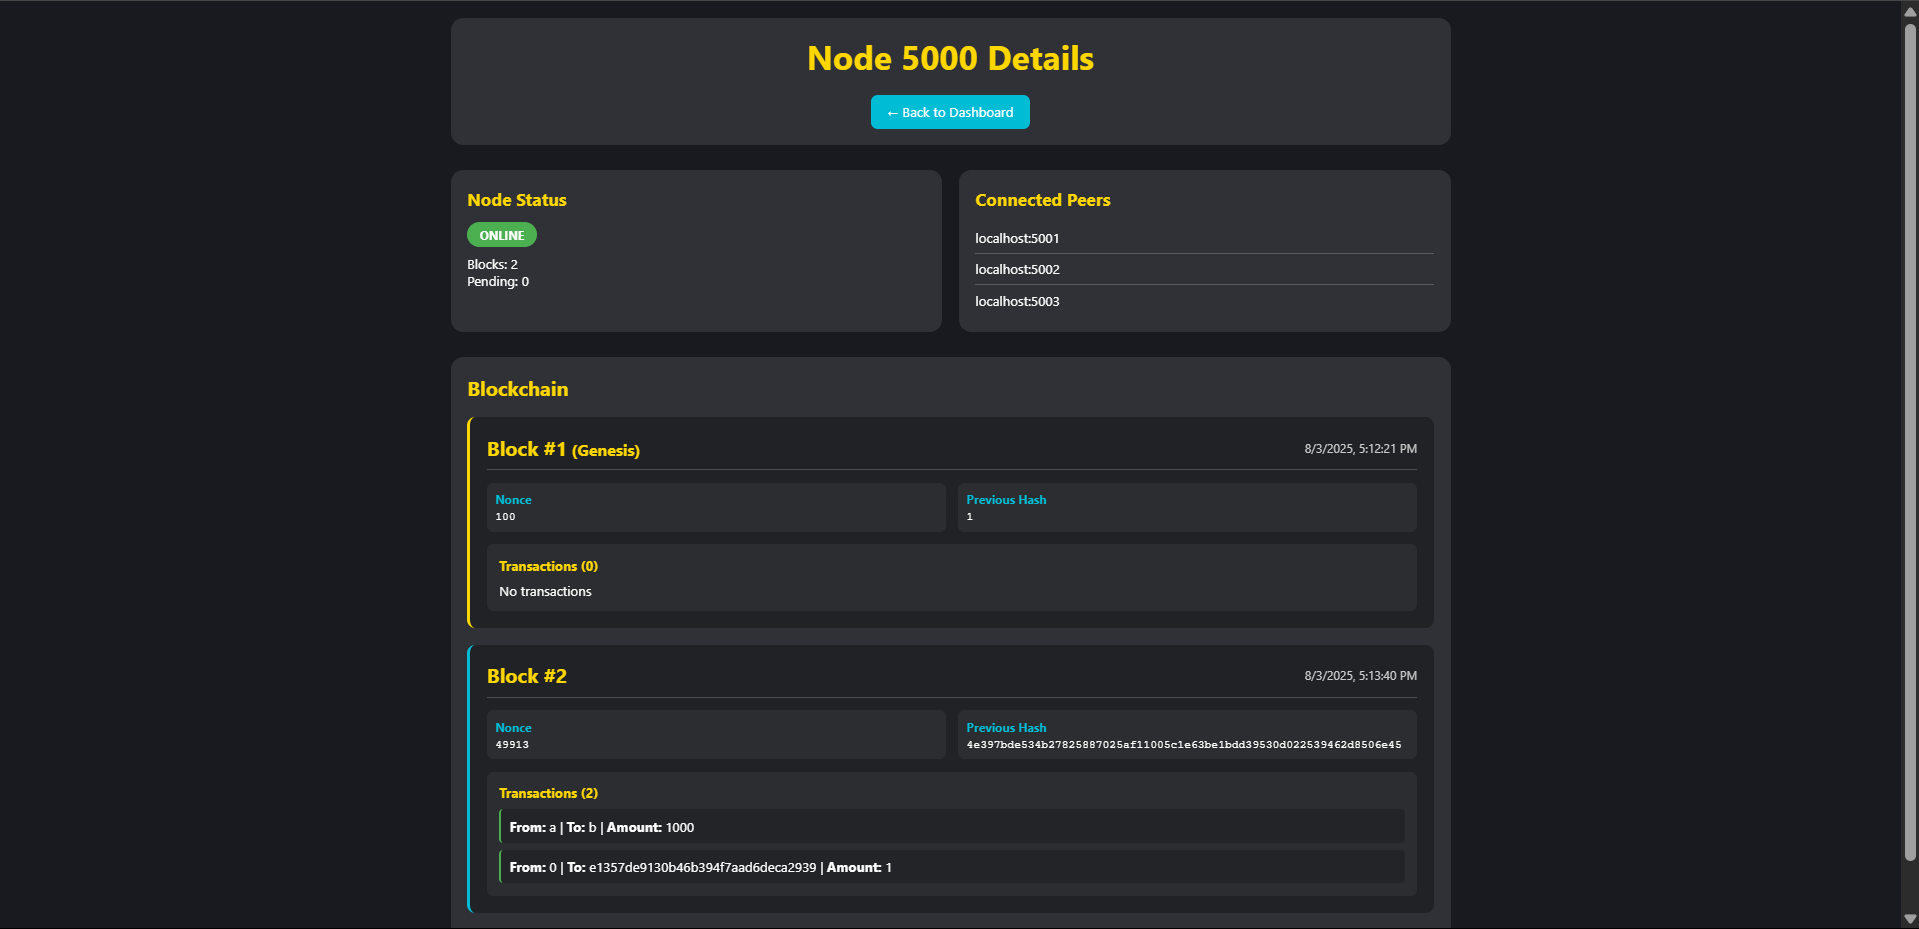 Node 5000 Details
← Back to Dashboard
Node Status
ONLINE
Blocks: 2
Pending: 0
Connected Peers
localhost:5001
localhost:5002
localhost:5003
Blockchain
Block #1 (Genesis)
8/3/2025, 5:12:21 PM
Nonce
100
Previous Hash
1
Transactions (0)
No transactions
Block #2
8/3/2025, 5:13:40 PM
Nonce
49913
Previous Hash
4e397bde534b27825887025af11005c1e63be1bdd39530d022539462d8506e45
Transactions (2)
From: a | To: b | Amount: 1000
From: 0 | To: e1357de9130b46b394f7aad6deca2939 | Amount: 1